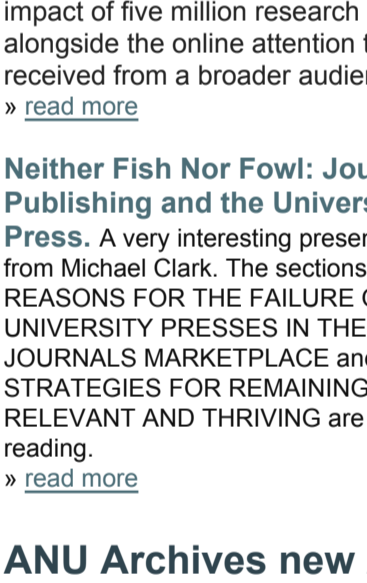 impact of five million research
alongside the online attention
received from a broader
» read more
Neither Fish Nor Fowl:
Publishing and the
Press. A very interesting
from Michael Clark. The sections
REASONS FOR THE FAILURE
UNIVERSITY PRESSES IN THE
JOURNALS MARKETPLACE
STRATEGIES FOR REMAINING
RELEVANT AND THRIVING are
reading.
» read more
ANU Archives new